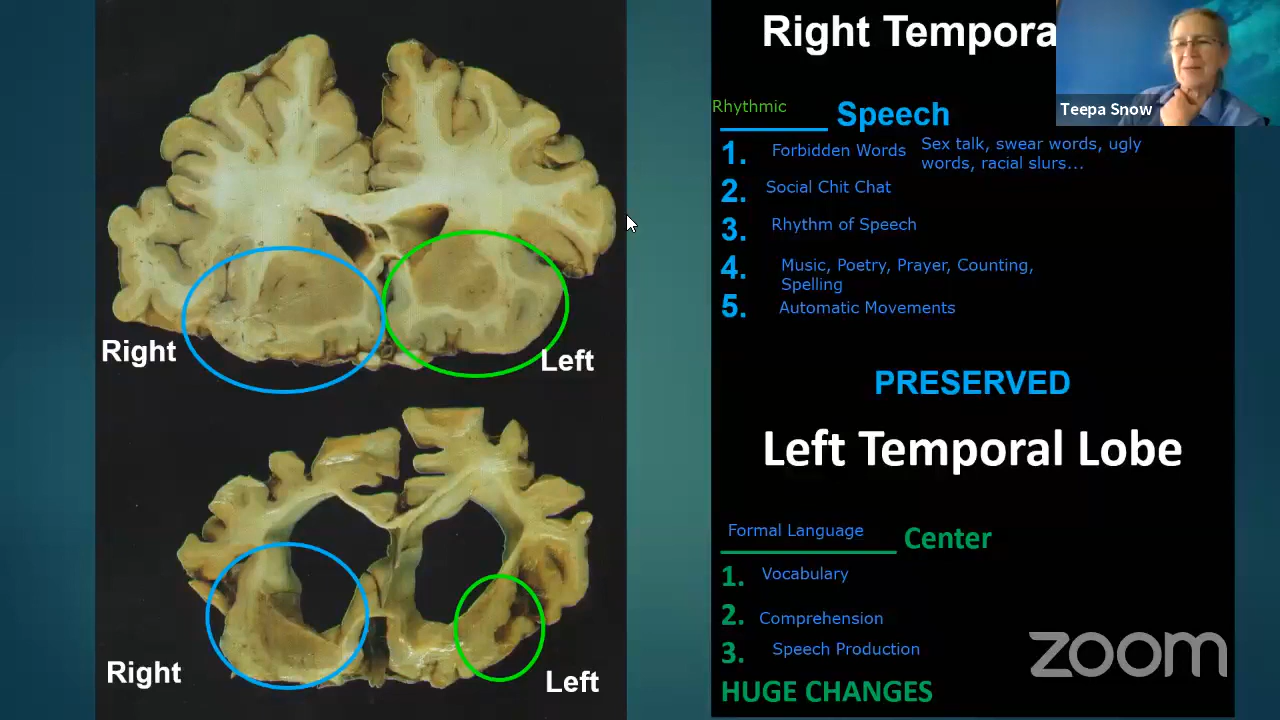 Right Tempora
Teepa Snow
Rhythmic Speech
1. Forbidden Words Sex talk, swear words, ugly
words, racial slurs...
2. Social Chit Chat
3. Rhythm of Speech
4. Music, Poetry, Prayer, Counting,
Spelling
5. Automatic Movements
Right
Left
PRESERVED
Left Temporal Lobe
Formal Language Center
1. Vocabulary
2. Comprehension
3. Speech Production
HUGE CHANGES
Right
Left
zoom